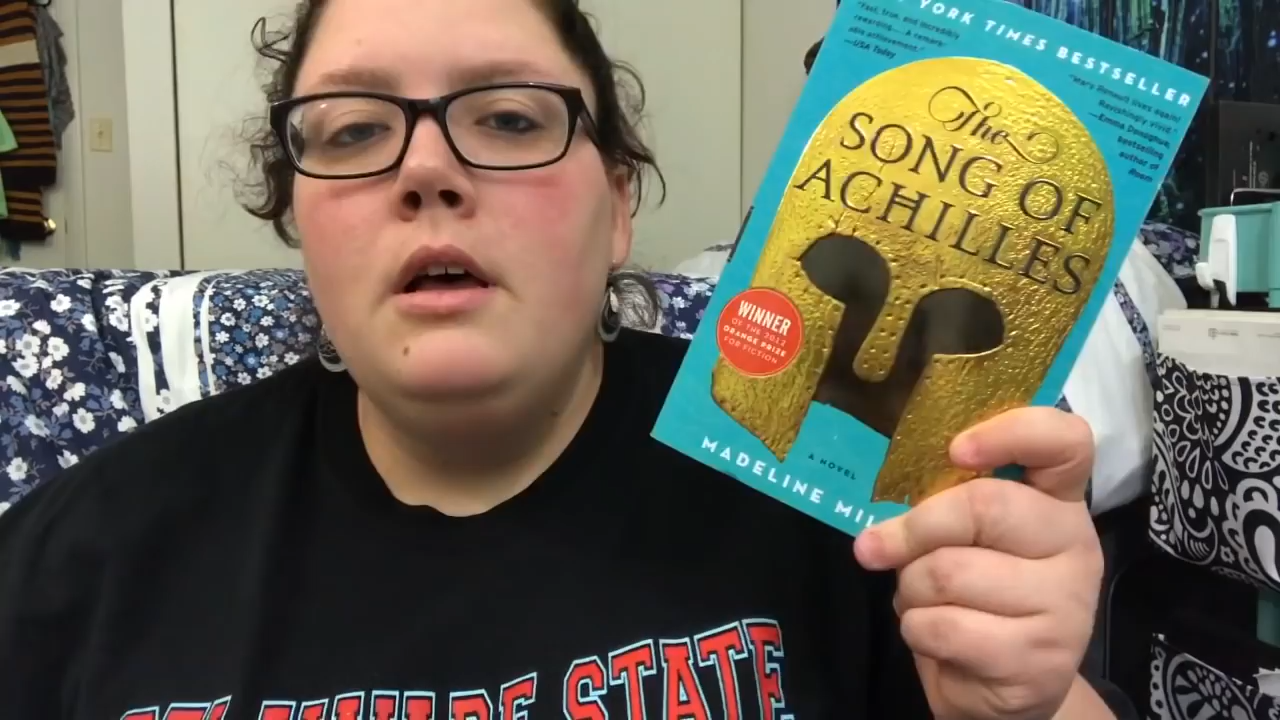 YORK TIMES BESTSELLER
"Fast, true, and incredibly
rewarding.... A remark-
able achievement."
—USA Today
"Mary Renault lives again!
Ravishingly vivid."
—Emma Donoghue,
bestselling
author of
Room
The
SONG OF
ACHILLES
WINNER
OF THE 2012
ORANGE PRIZE
FOR FICTION
A NOVEL
MADELINE MIL
DELAWARE STATE